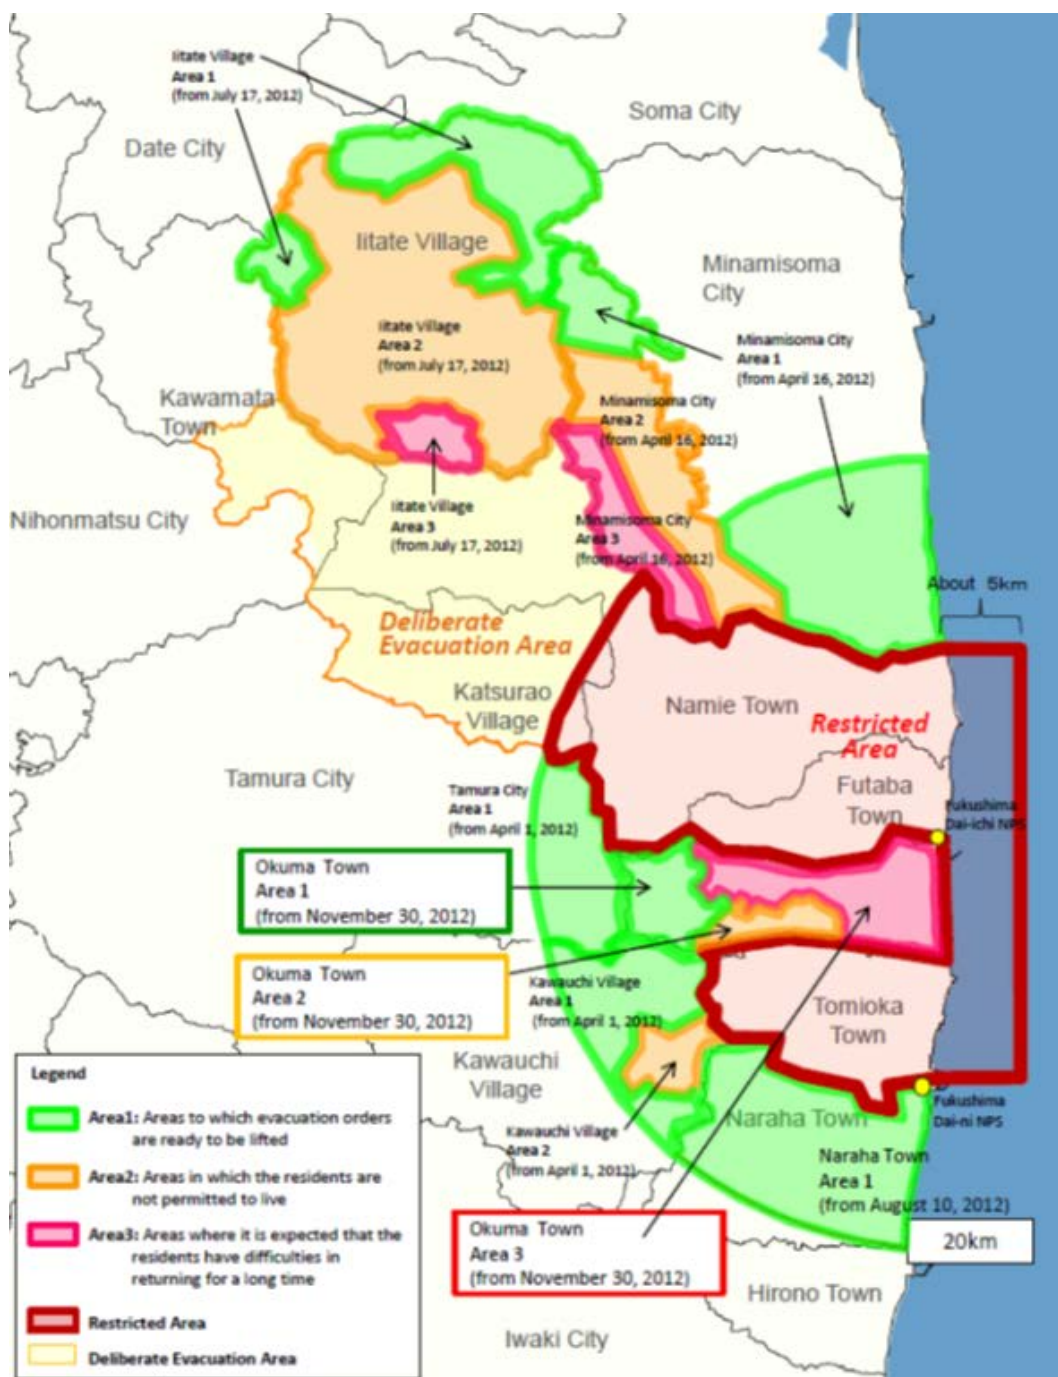 Iitate Village
Area 1
(from July 17, 2012)
Soma City
Date City
Iitate Village
Minamisoma
City
Iitate Village
Area 2
(from July 17, 2012)
Minamisoma City
Area 1
(from April 16, 2012)
Kawamata
Town
Minamisoma City
Area 2
(from April 16, 2012)
Iitate Village
Area 3
(from July 17, 2012)
Nihonmatsu City
Minamisoma City
Area 3
(from April 16, 2012)
About 5km
Deliberate
Evacuation Area
Katsurao
Village
Namie Town
Restricted
Area
Futaba
Town
Tamura City
Tamura City
Area 1
(from April 1, 2012)
Fukushima
Dai-ichi NPS
Okuma Town
Area 1
(from November 30, 2012)
Okuma Town
Area 2
(from November 30, 2012)
Kawauchi Village
Area 1
(from April 1, 2012)
Tomioka
Town
Kawauchi
Village
Fukushima
Dai-ni NPS
Naraha Town
Kawauchi Village
Area 2
(from April 1, 2012)
Naraha Town
Area 1
(from August 10, 2012)
Okuma Town
Area 3
(from November 30, 2012)
20km
Hirono Town
Iwaki City
Legend
Area1: Areas to which evacuation orders
are ready to be lifted
Area2: Areas in which the residents are
not permitted to live
Area3: Areas where it is expected that the
residents have difficulties in
returning for a long time
Restricted Area
Deliberate Evacuation Area